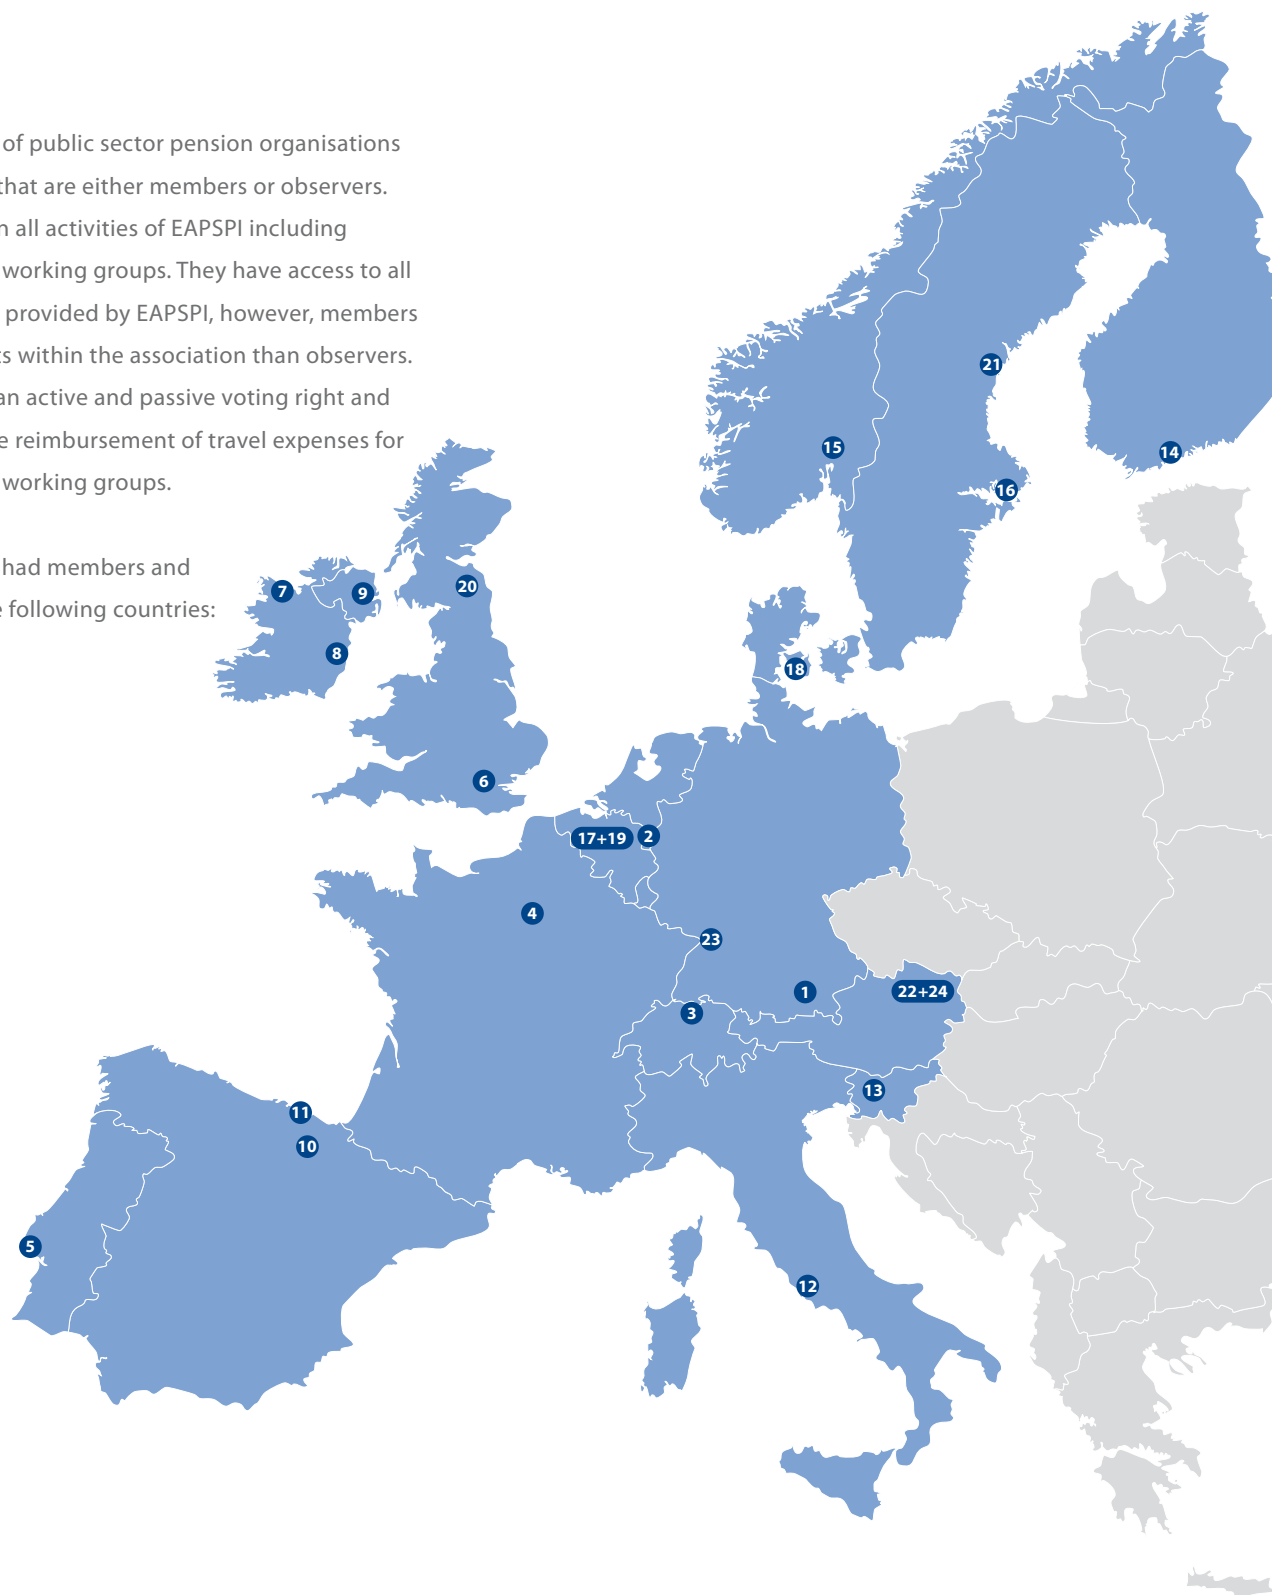 of public sector pension organisations
that are either members or observers.
n all activities of EAPSPI including
working groups. They have access to all
provided by EAPSPI, however, members
ts within the association than observers.
an active and passive voting right and
e reimbursement of travel expenses for
working groups.
had members and
e following countries:
21
15
14
16
20
7
9
8
18
6
17+19
2
4
23
1
22+24
3
13
11
10
5
12